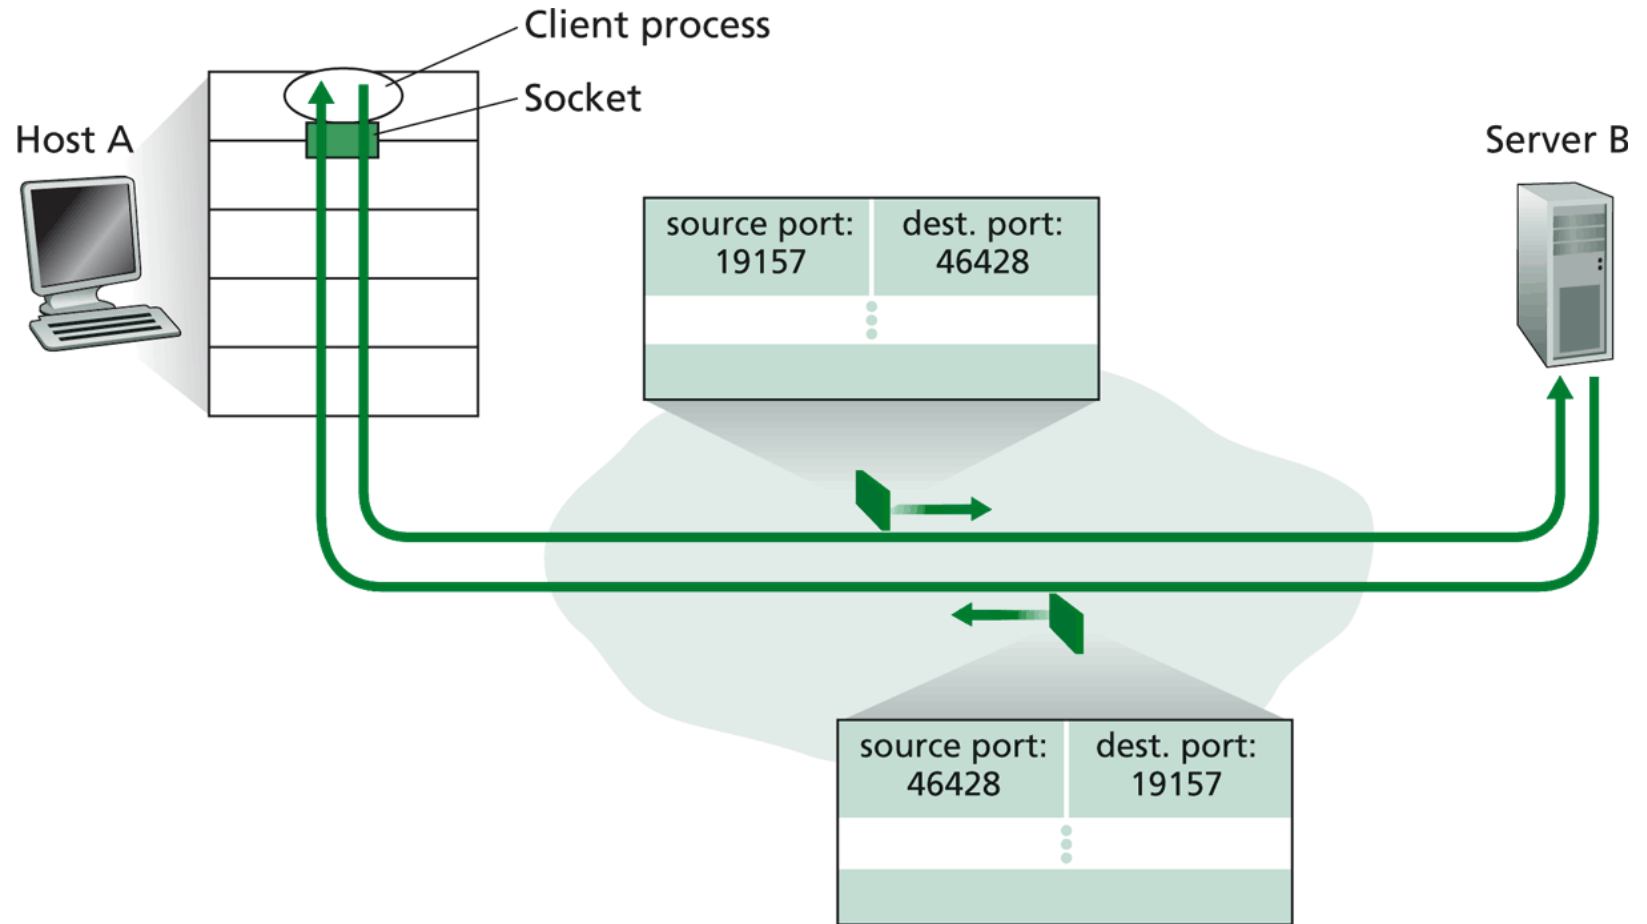 Client process
Socket
Host A
Server B
source port:
19157
dest. port:
46428
source port:
46428
dest. port:
19157